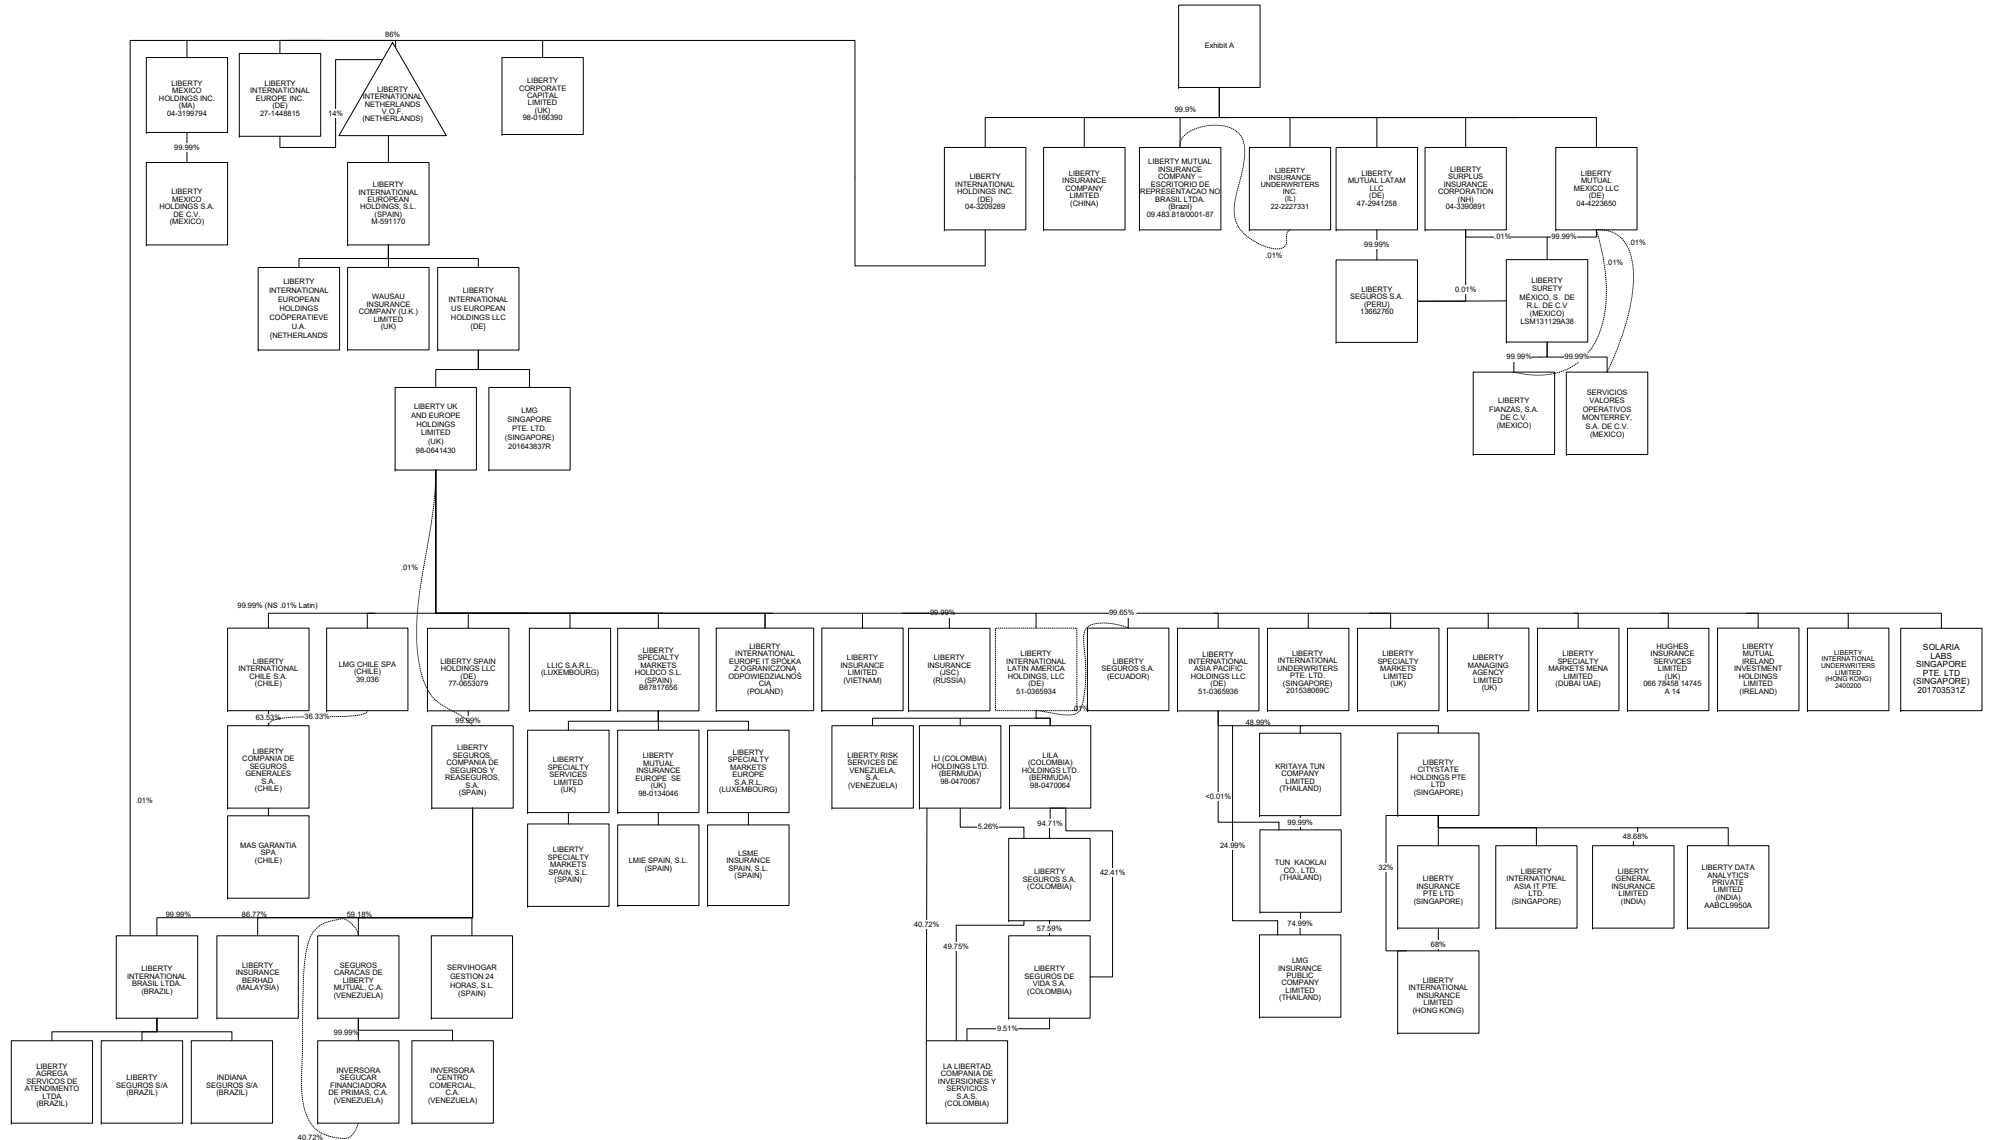 Exhibit A
86%
LIBERTY
MEXICO
HOLDINGS INC.
(MA)
04-3199794
LIBERTY
INTERNATIONAL
EUROPE INC.
(DE)
27-1448815
14%
LIBERTY
INTERNATIONAL
NETHERLANDS
V.O.F.
(NETHERLANDS)
LIBERTY
CORPORATE
CAPITAL
LIMITED
(UK)
98-0166390
99.99%
LIBERTY
MEXICO
HOLDINGS S.A.
DE C.V.
(MEXICO)
LIBERTY
INTERNATIONAL
EUROPEAN
HOLDINGS, S.L.
(SPAIN)
M-591170
99.9%
LIBERTY
INTERNATIONAL
HOLDINGS INC.
(DE)
04-3209289
LIBERTY
INSURANCE
COMPANY
LIMITED
(CHINA)
LIBERTY MUTUAL
INSURANCE
COMPANY –
ESCRITORIO DE
REPRESENTACAO NO
BRASIL LTDA.
(Brazil)
09.483.818/0001-87
LIBERTY
INSURANCE
UNDERWRITERS
INC.
(IL)
22-2227331
LIBERTY
MUTUAL LATAM
LLC
(DE)
47-2941258
LIBERTY
SURPLUS
INSURANCE
CORPORATION
(NH)
04-3390891
LIBERTY
MUTUAL
MEXICO LLC
(DE)
04-4223650
.01%
99.99%
.01%
99.99%
.01%
.01%
0.01%
LIBERTY
SEGUROS S.A.
(PERU)
13662760
LIBERTY
SURETY
MÉXICO, S. DE
R.L. DE C.V
(MEXICO)
LSM131129A38
99.99%
99.99%
LIBERTY
FIANZAS, S.A.
DE C.V.
(MEXICO)
SERVICIOS
VALORES
OPERATIVOS
MONTERREY,
S.A. DE C.V.
(MEXICO)
LIBERTY
INTERNATIONAL
EUROPEAN
HOLDINGS
COÖPERATIEVE
U.A.
(NETHERLANDS
WAUSAU
INSURANCE
COMPANY (U.K.)
LIMITED
(UK)
LIBERTY
INTERNATIONAL
US EUROPEAN
HOLDINGS LLC
(DE)
LIBERTY UK
AND EUROPE
HOLDINGS
LIMITED
(UK)
98-0641430
LMG
SINGAPORE
PTE. LTD.
(SINGAPORE)
201643837R
.01%
99.99% (NS .01% Latin)
99.99%
99.65%
LIBERTY
INTERNATIONAL
CHILE S.A.
(CHILE)
LMG CHILE SPA
(CHILE)
39,036
LIBERTY SPAIN
HOLDINGS LLC
(DE)
77-0653079
LLIC S.A.R.L.
(LUXEMBOURG)
LIBERTY
SPECIALTY
MARKETS
HOLDCO S.L.
(SPAIN)
B87817656
LIBERTY
INTERNATIONAL
EUROPE IT SPÓŁKA
Z OGRANICZONĄ
ODPOWIEDZIALNOŚ
CIĄ
(POLAND)
LIBERTY
INSURANCE
LIMITED
(VIETNAM)
LIBERTY
INSURANCE
(JSC)
(RUSSIA)
LIBERTY
INTERNATIONAL
LATIN AMERICA
HOLDINGS, LLC
(DE)
51-0365934
LIBERTY
SEGUROS S.A.
(ECUADOR)
LIBERTY
INTERNATIONAL
ASIA PACIFIC
HOLDINGS LLC
(DE)
51-0365936
LIBERTY
INTERNATIONAL
UNDERWRITERS
PTE. LTD.
(SINGAPORE)
201538069C
LIBERTY
SPECIALTY
MARKETS
LIMITED
(UK)
LIBERTY
MANAGING
AGENCY
LIMITED
(UK)
LIBERTY
SPECIALTY
MARKETS MENA
LIMITED
(DUBAI UAE)
HUGHES
INSURANCE
SERVICES
LIMITED
(UK)
066 78458 14745
A 14
LIBERTY
MUTUAL
IRELAND
INVESTMENT
HOLDINGS
LIMITED
(IRELAND)
LIBERTY
INTERNATIONAL
UNDERWRITERS
LIMITED
(HONG KONG)
2400200
SOLARIA
LABS
SINGAPORE
PTE. LTD
(SINGAPORE)
201703531Z
63.53%
36.33%
99.99%
.01%
48.99%
LIBERTY
COMPANIA DE
SEGUROS
GENERALES
S.A.
(CHILE)
LIBERTY
SEGUROS,
COMPANIA DE
SEGUROS Y
REASEGUROS,
S.A.
(SPAIN)
LIBERTY
SPECIALTY
SERVICES
LIMITED
(UK)
LIBERTY
MUTUAL
INSURANCE
EUROPE SE
(UK)
98-0134046
LIBERTY
SPECIALTY
MARKETS
EUROPE
S.A.R.L.
(LUXEMBOURG)
LIBERTY RISK
SERVICES DE
VENEZUELA,
S.A.
(VENEZUELA)
LI (COLOMBIA)
HOLDINGS LTD.
(BERMUDA)
98-0470067
LILA
(COLOMBIA)
HOLDINGS LTD.
(BERMUDA)
98-0470064
KRITAYA TUN
COMPANY
LIMITED
(THAILAND)
LIBERTY
CITYSTATE
HOLDINGS PTE
LTD
(SINGAPORE)
.01%
<0.01%
5.26%
94.71%
99.99%
48.68%
24.99%
32%
42.41%
MAS GARANTIA
SPA
(CHILE)
LIBERTY
SPECIALTY
MARKETS
SPAIN, S.L.
(SPAIN)
LMIE SPAIN, S.L.
(SPAIN)
LSME
INSURANCE
SPAIN, S.L.
(SPAIN)
LIBERTY
SEGUROS S.A.
(COLOMBIA)
TUN KAOKLAI
CO., LTD.
(THAILAND)
LIBERTY
INSURANCE
PTE LTD
(SINGAPORE)
LIBERTY
INTERNATIONAL
ASIA IT PTE.
LTD.
(SINGAPORE)
LIBERTY
GENERAL
INSURANCE
LIMITED
(INDIA)
LIBERTY DATA
ANALYTICS
PRIVATE
LIMITED
(INDIA)
AABCL9950A
99.99%
86.77%
59.18%
40.72%
49.75%
57.59%
74.99%
68%
LIBERTY
INTERNATIONAL
BRASIL LTDA.
(BRAZIL)
LIBERTY
INSURANCE
BERHAD
(MALAYSIA)
SEGUROS
CARACAS DE
LIBERTY
MUTUAL, C.A.
(VENEZUELA)
SERVIHOGAR
GESTION 24
HORAS, S.L.
(SPAIN)
LIBERTY
SEGUROS DE
VIDA S.A.
(COLOMBIA)
LMG
INSURANCE
PUBLIC
COMPANY
LIMITED
(THAILAND)
LIBERTY
INTERNATIONAL
INSURANCE
LIMITED
(HONG KONG)
99.99%
9.51%
LIBERTY
AGREGA
SERVICOS DE
ATENDIMENTO
LTDA
(BRAZIL)
LIBERTY
SEGUROS S/A
(BRAZIL)
INDIANA
SEGUROS S/A
(BRAZIL)
INVERSORA
SEGUCAR
FINANCIADORA
DE PRIMAS, C.A.
(VENEZUELA)
INVERSORA
CENTRO
COMERCIAL,
C.A.
(VENEZUELA)
LA LIBERTAD
COMPANIA DE
INVERSIONES Y
SERVICIOS
S.A.S.
(COLOMBIA)
40.72%